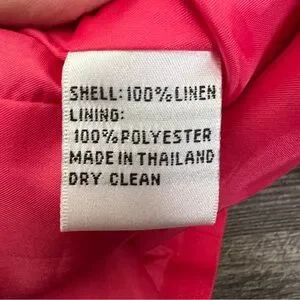 SHELL: 100% LINEN
LINING:
100% POLYESTER
MADE IN THAILAND
DRY CLEAN